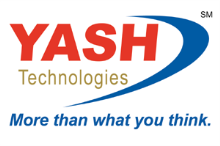 SM
YASH
Technologies
More than what you think.